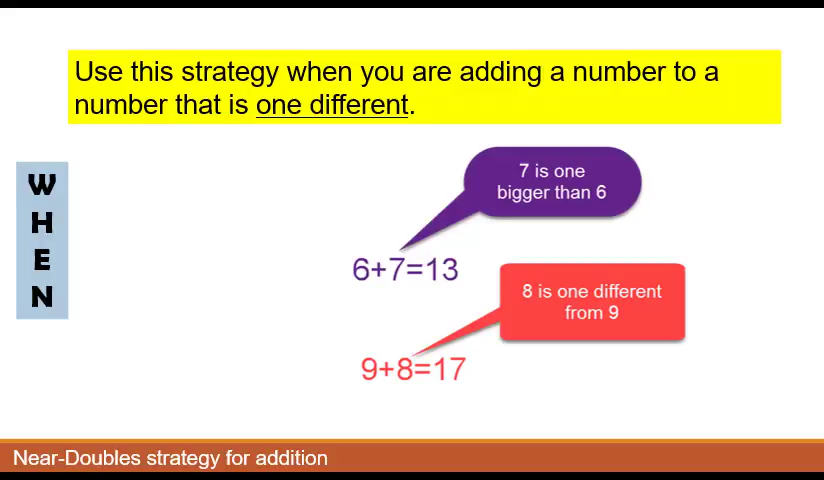 Use this strategy when you are adding a number to a
number that is one different.
W
H
E
N
7 is one
bigger than 6
6+7=13
8 is one different
from 9
9+8=17
Near-Doubles strategy for addition